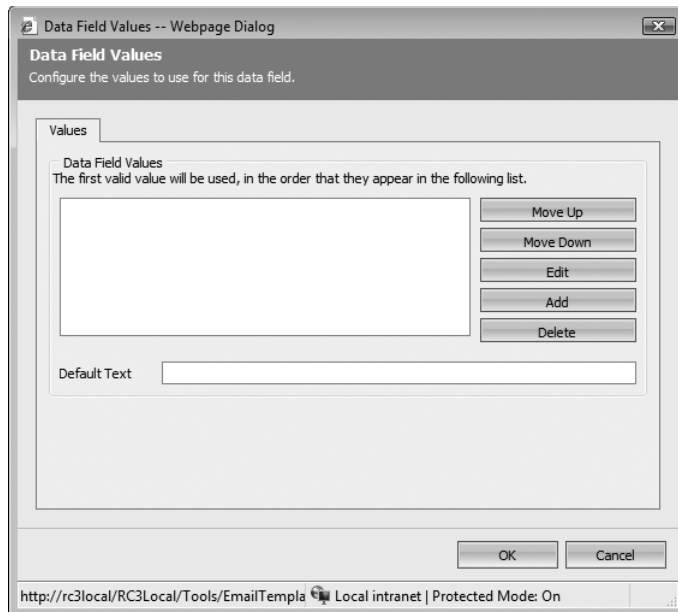 Data Field Values -- Webpage Dialog
Data Field Values
Configure the values to use for this data field.
Values
Data Field Values
The first valid value will be used, in the order that they appear in the following list.
Move Up
Move Down
Edit
Add
Delete
Default Text
OK
Cancel
http://rc3local/RC3Local/Tools/EmailTempla
Local intranet | Protected Mode: On